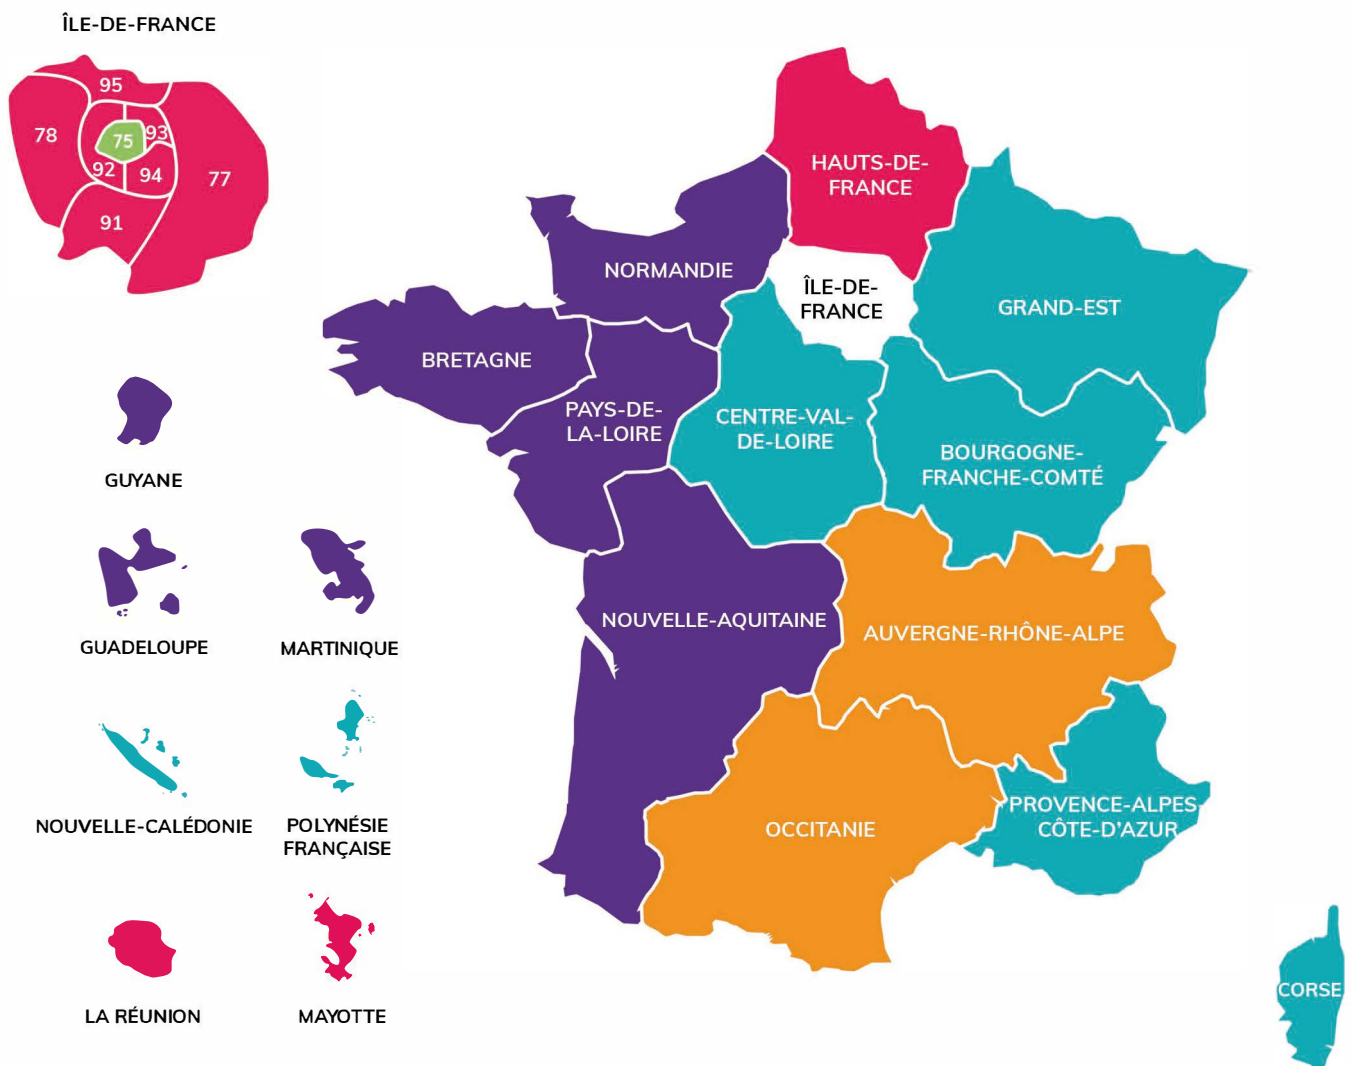 ÎLE-DE-FRANCE
95
78
75
93
92
94
77
91
HAUTS-DE-
FRANCE
NORMANDIE
ÎLE-DE-
FRANCE
GRAND-EST
BRETAGNE
PAYS-DE-
LA-LOIRE
CENTRE-VAL-
DE-LOIRE
BOURGOGNE-
FRANCHE-COMTÉ
GUYANE
GUADELOUPE
MARTINIQUE
NOUVELLE-AQUITAINE
AUVERGNE-RHÔNE-ALPE
NOUVELLE-CALÉDONIE
POLYNÉSIE
FRANÇAISE
OCCITANIE
PROVENCE-ALPES
CÔTE-D'AZUR
CORSE
LA RÉUNION
MAYOTTE